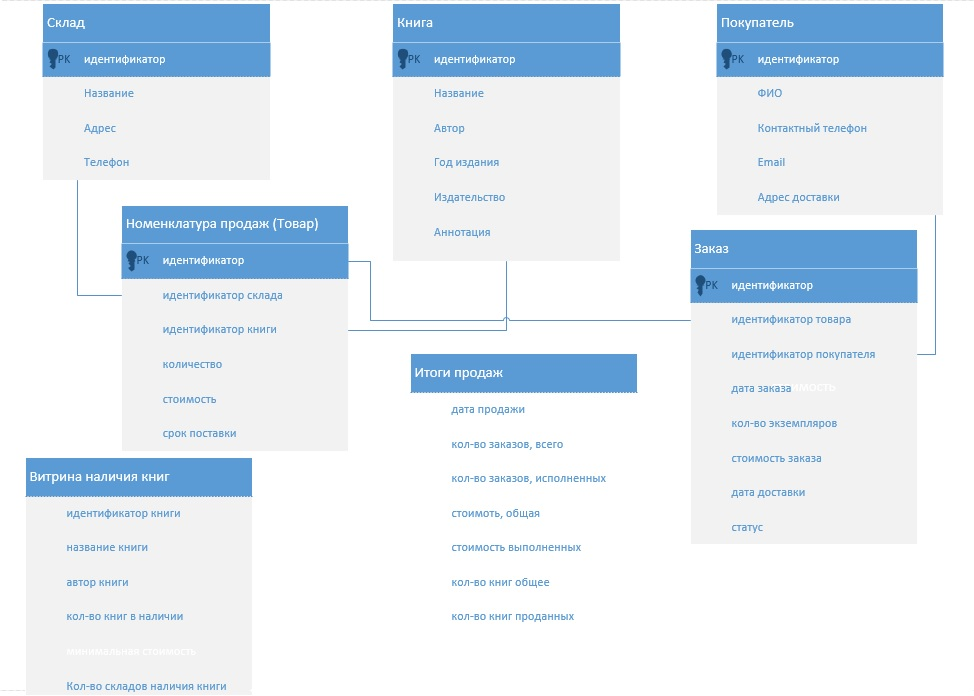 Склад
PK идентификатор
Название
Адрес
Телефон
Книга
PK идентификатор
Название
Автор
Год издания
Издательство
Аннотация
Покупатель
PK идентификатор
ФИО
Контактный телефон
Email
Адрес доставки
Номенклатура продаж (Товар)
PK идентификатор
идентификатор склада
идентификатор книги
количество
стоимость
срок поставки
Заказ
PK идентификатор
идентификатор товара
идентификатор покупателя
дата заказа
кол-во экземпляров
стоимость заказа
дата доставки
статус
Итоги продаж
дата продажи
кол-во заказов, всего
кол-во заказов, исполненных
стоимоть, общая
стоимость выполненных
кол-во книг общее
кол-во книг проданных
Витрина наличия книг
идентификатор книги
название книги
автор книги
кол-во книг в наличии
минимальная стоимость
Кол-во складов наличия книги